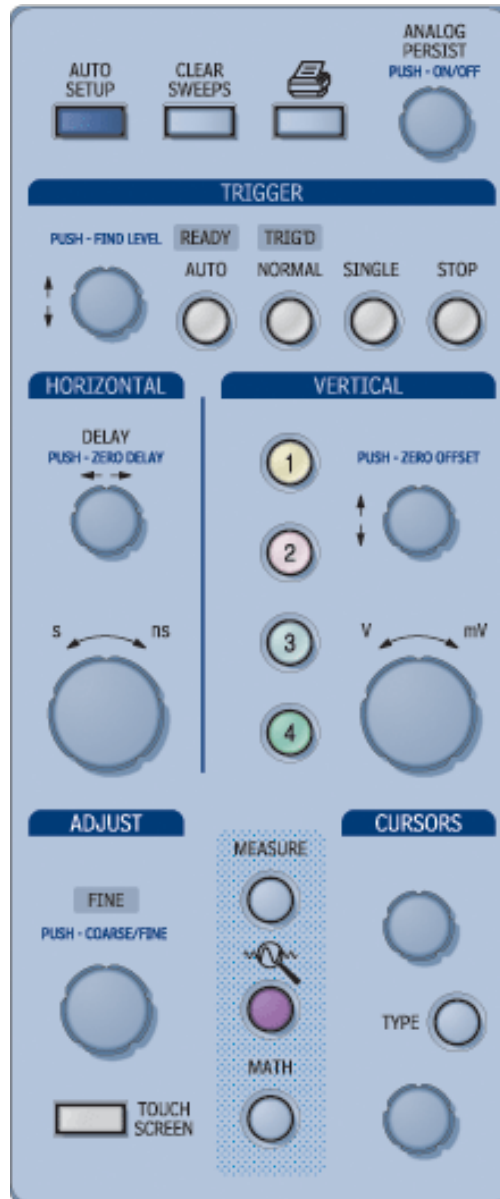 ANALOG
PERSIST
PUSH - ON/OFF
AUTO
SETUP
CLEAR
SWEEPS
TRIGGER
PUSH - FIND LEVEL
READY
TRIG'D
AUTO
NORMAL
SINGLE
STOP
HORIZONTAL
DELAY
PUSH - ZERO DELAY
s
ns
VERTICAL
1
2
3
4
PUSH - ZERO OFFSET
V
mV
ADJUST
FINE
PUSH - COARSE/FINE
TOUCH
SCREEN
MEASURE
MATH
CURSORS
TYPE